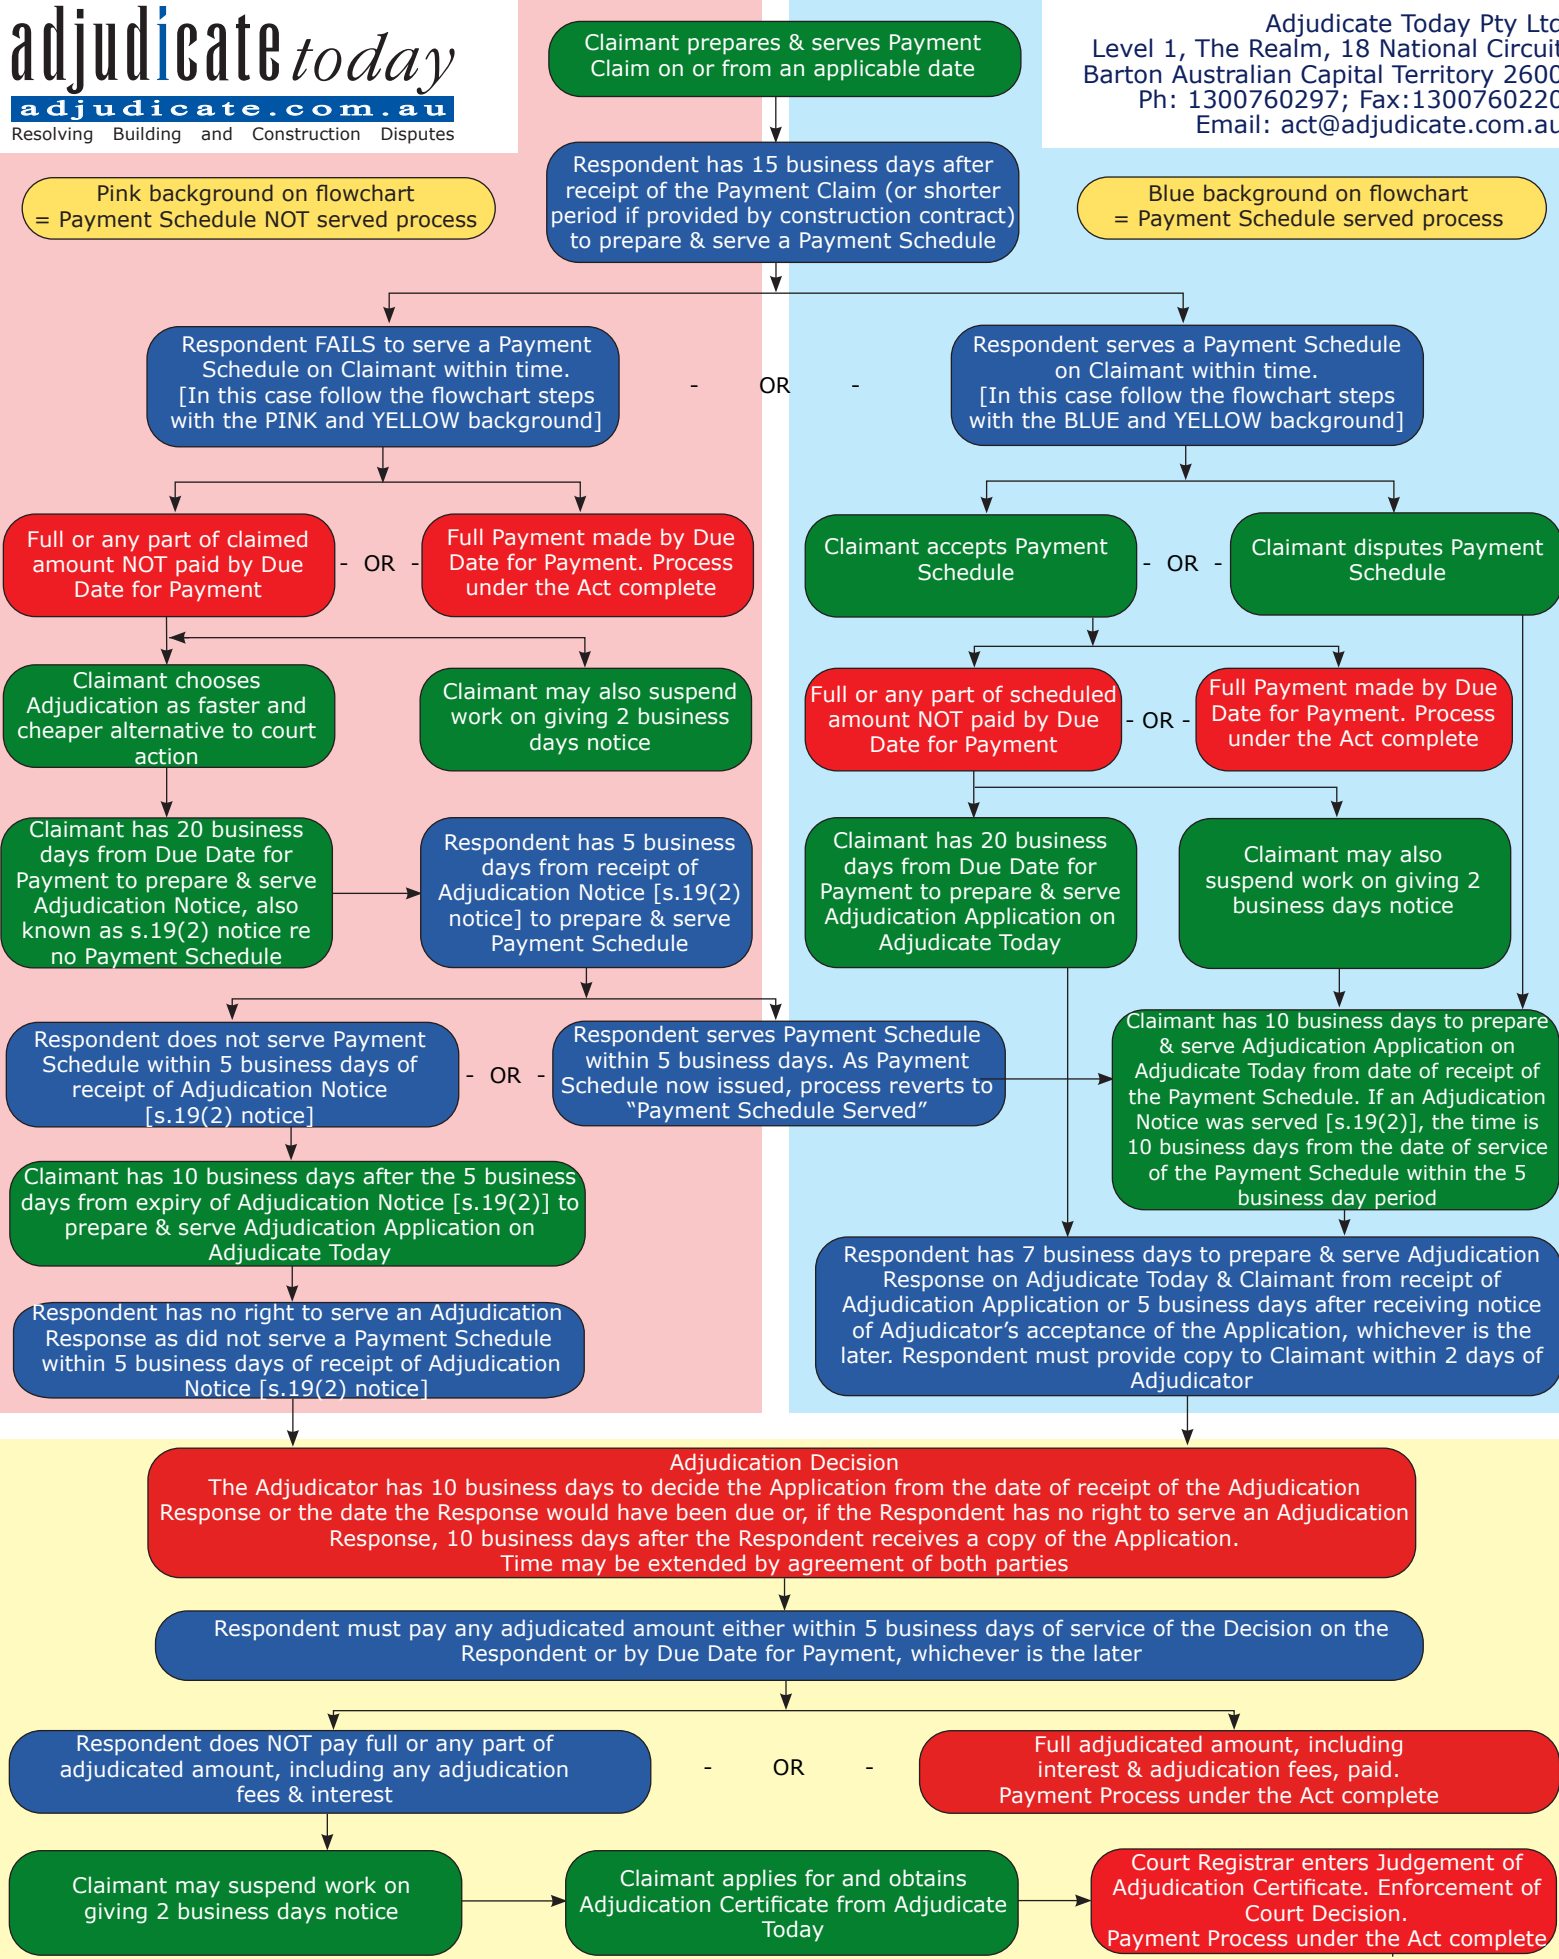 adjudicate today
adjudicate.com.au
Resolving Building and Construction Disputes
Claimant prepares & serves Payment
Claim on or from an applicable date
Adjudicate Today Pty Ltd
Level 1, The Realm, 18 National Circuit
Barton Australian Capital Territory 2600
Ph: 1300760297; Fax:1300760220
Email: act@adjudicate.com.au
Pink background on flowchart
= Payment Schedule NOT served process
Respondent has 15 business days after
receipt of the Payment Claim (or shorter
period if provided by construction contract)
to prepare & serve a Payment Schedule
Blue background on flowchart
= Payment Schedule served process
Respondent FAILS to serve a Payment
Schedule on Claimant within time.
[In this case follow the flowchart steps
with the PINK and YELLOW background]
- OR -
Respondent serves a Payment Schedule
on Claimant within time.
[In this case follow the flowchart steps
with the BLUE and YELLOW background]
Full or any part of claimed
amount NOT paid by Due
Date for Payment
- OR -
Full Payment made by Due
Date for Payment. Process
under the Act complete
Claimant accepts Payment
Schedule
- OR -
Claimant disputes Payment
Schedule
Claimant chooses
Adjudication as faster and
cheaper alternative to court
action
Claimant may also suspend
work on giving 2 business
days notice
Full or any part of scheduled
amount NOT paid by Due
Date for Payment
- OR -
Full Payment made by Due
Date for Payment. Process
under the Act complete
Claimant has 20 business
days from Due Date for
Payment to prepare & serve
Adjudication Notice, also
known as s.19(2) notice re
no Payment Schedule
Respondent has 5 business
days from receipt of
Adjudication Notice [s.19(2)
notice] to prepare & serve
Payment Schedule
Claimant has 20 business
days from Due Date for
Payment to prepare & serve
Adjudication Application on
Adjudicate Today
Claimant may also
suspend work on giving 2
business days notice
Respondent does not serve Payment
Schedule within 5 business days of
receipt of Adjudication Notice
[s.19(2) notice]
- OR -
Respondent serves Payment Schedule
within 5 business days. As Payment
Schedule now issued, process reverts to
“Payment Schedule Served”
Claimant has 10 business days to prepare
& serve Adjudication Application on
Adjudicate Today from date of receipt of
the Payment Schedule. If an Adjudication
Notice was served [s.19(2)], the time is
10 business days from the date of service
of the Payment Schedule within the 5
business day period
Claimant has 10 business days after the 5 business
days from expiry of Adjudication Notice [s.19(2)] to
prepare & serve Adjudication Application on
Adjudicate Today
Respondent has no right to serve an Adjudication
Response as did not serve a Payment Schedule
within 5 business days of receipt of Adjudication
Notice [s.19(2) notice]
Respondent has 7 business days to prepare & serve Adjudication
Response on Adjudicate Today & Claimant from receipt of
Adjudication Application or 5 business days after receiving notice
of Adjudicator’s acceptance of the Application, whichever is the
later. Respondent must provide copy to Claimant within 2 days of
Adjudicator
Adjudication Decision
The Adjudicator has 10 business days to decide the Application from the date of receipt of the Adjudication
Response or the date the Response would have been due or, if the Respondent has no right to serve an Adjudication
Response, 10 business days after the Respondent receives a copy of the Application.
Time may be extended by agreement of both parties
Respondent must pay any adjudicated amount either within 5 business days of service of the Decision on the
Respondent or by Due Date for Payment, whichever is the later
Respondent does NOT pay full or any part of
adjudicated amount, including any adjudication
fees & interest
- OR -
Full adjudicated amount, including
interest & adjudication fees, paid.
Payment Process under the Act complete
Claimant may suspend work on
giving 2 business days notice
Claimant applies for and obtains
Adjudication Certificate from Adjudicate
Today
Court Registrar enters Judgement of
Adjudication Certificate. Enforcement of
Court Decision.
Payment Process under the Act complete